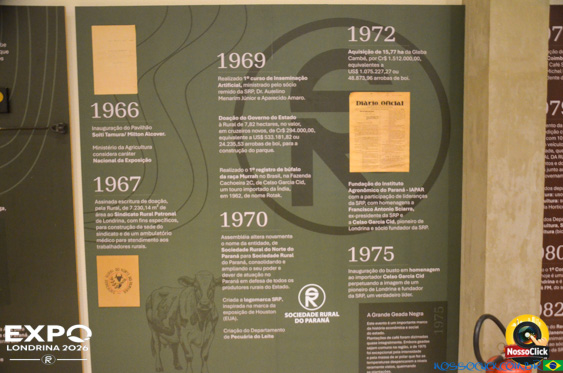 1966
Inauguração do Pavilhão
Soiti Taruma/ Milton Alcover.
Ministério da Agricultura
considera caráter
Nacional da Exposição
1967
Assinada escritura de doação,
pela Rural, de 7.230,14 m² de
área ao Sindicato Rural Patronal
de Londrina, com fins específicos,
para construção da sede do
sindicato e de um ambulatório
médico para atendimento aos
trabalhadores rurais.
1969
Realizado 1º curso de Inseminação
Artificial, ministrado pelo sócio
remido da SRP, Dr. Auselino
Menarim Junior e Aparecido Amaro.
Doação do Governo do Estado
à Rural de 7,82 hectares, no valor,
em cruzeiros novos, de Cr$ 294.000,00,
equivalente a US$ 533.181,82 ou
24.235,53 arrobas de boi, para a
construção do parque.
Realizado o 1º registro de búfalo
da raça Murrah no Brasil, na Fazenda
Cachoeira 2C, de Celso Garcia Cid,
um touro importado da Índia,
em 1962, de nome Rorak.
1970
Assembléia altera novamente
o nome da entidade, de
Sociedade Rural do Norte do
Paraná para Sociedade Rural
do Paraná, consolidando e
ampliando o seu poder e
dever de atuação no
Paraná em defesa de todos os
produtores rurais do Estado.
Criada a logomarca SRP,
inspirada na marca da
exposição de Houston
(EUA).
Criação do Departamento
de Pecuária de Leite
SOCIEDADE RURAL
DO PARANÁ
1972
Aquisição de 15,77 ha da Gleba
Cambé, por Cr$ 1.512.000,00,
equivalentes a
US$ 1.075.227,27 ou
48.873,98 arrobas de boi.
Diario Oficial
Fundação do Instituto
Agronômico do Paraná - IAPAR
com a participação de lideranças
da SRP, com homenagens a
Francisco Antonio Sciarra,
ex-presidente da SRP e
a Celso Garcia Cid, pioneiro de
Londrina e sócio fundador da SRP.
1975
Inauguração do busto em homenagem
ao importador Celso Garcia Cid
perpetuando a imagem de um
pioneiro de Londrina e fundador
da SRP, um verdadeiro ídolo.
A Grande Geada Negra
1975
EXPO
LONDRINA 2026
NossoClick